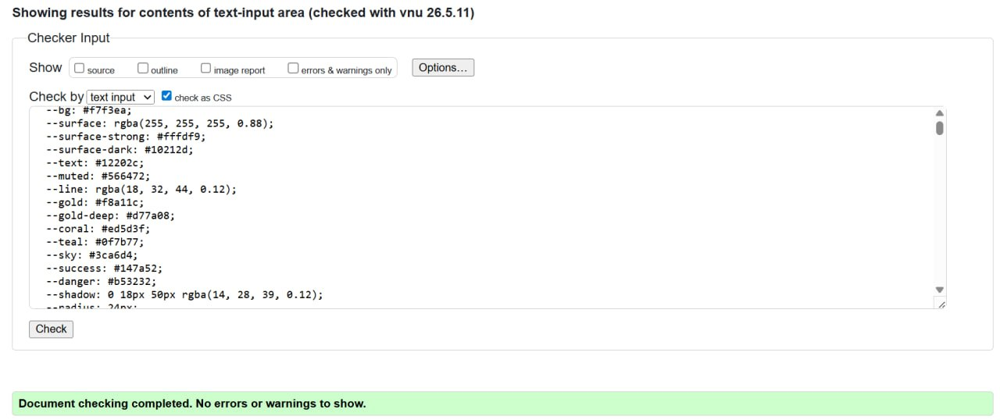 Showing results for contents of text-input area (checked with vnu 26.5.11)
Checker Input
Show source outline image report errors & warnings only Options...
Check by text input check as CSS
--bg: #f7f3ea;
--surface: rgba(255, 255, 255, 0.88);
--surface-strong: #fffdf9;
--surface-dark: #10212d;
--text: #12202c;
--muted: #566472;
--line: rgba(18, 32, 44, 0.12);
--gold: #f8a11c;
--gold-deep: #d77a08;
--coral: #ed5d3f;
--teal: #0f7b77;
--sky: #3ca6d4;
--success: #147a52;
--danger: #b53232;
--shadow: 0 18px 50px rgba(14, 28, 39, 0.12);
--radius: 24px;
Check
Document checking completed. No errors or warnings to show.